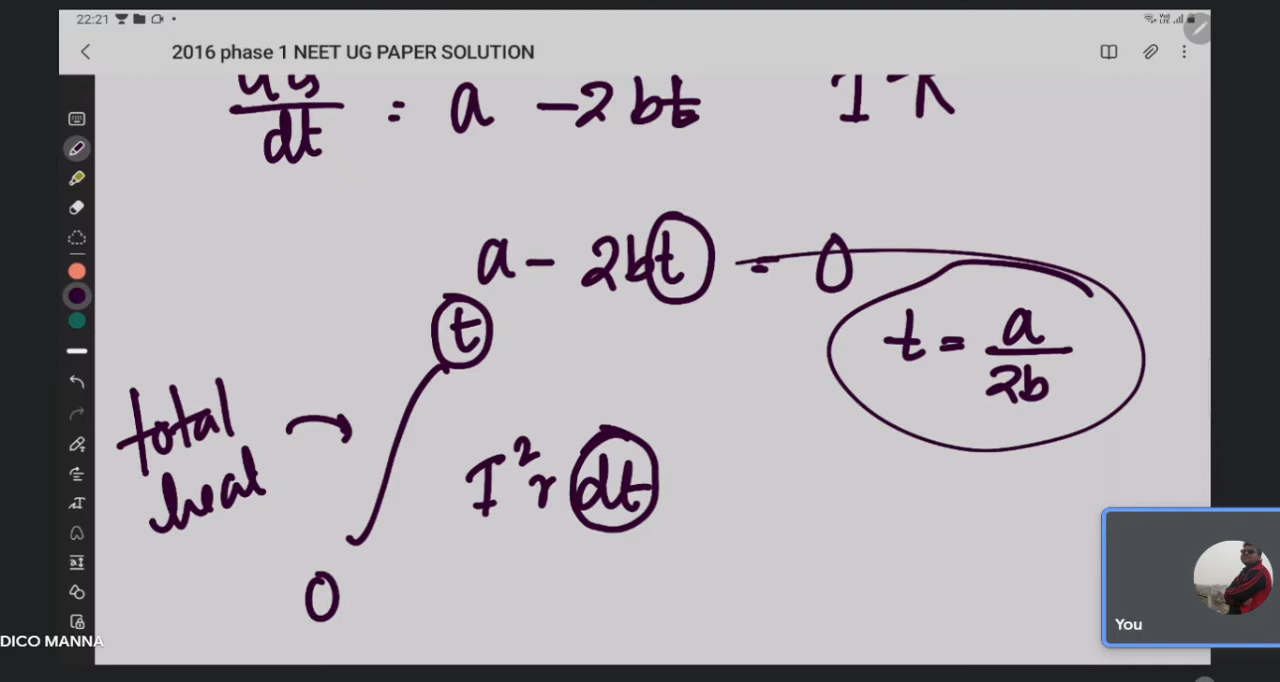 22:21
2016 phase 1 NEET UG PAPER SOLUTION
dt = a - 2bt
a - 2bt = 0
t
t = a/2b
total heat
I²r dt
0
You
DICO MANNA